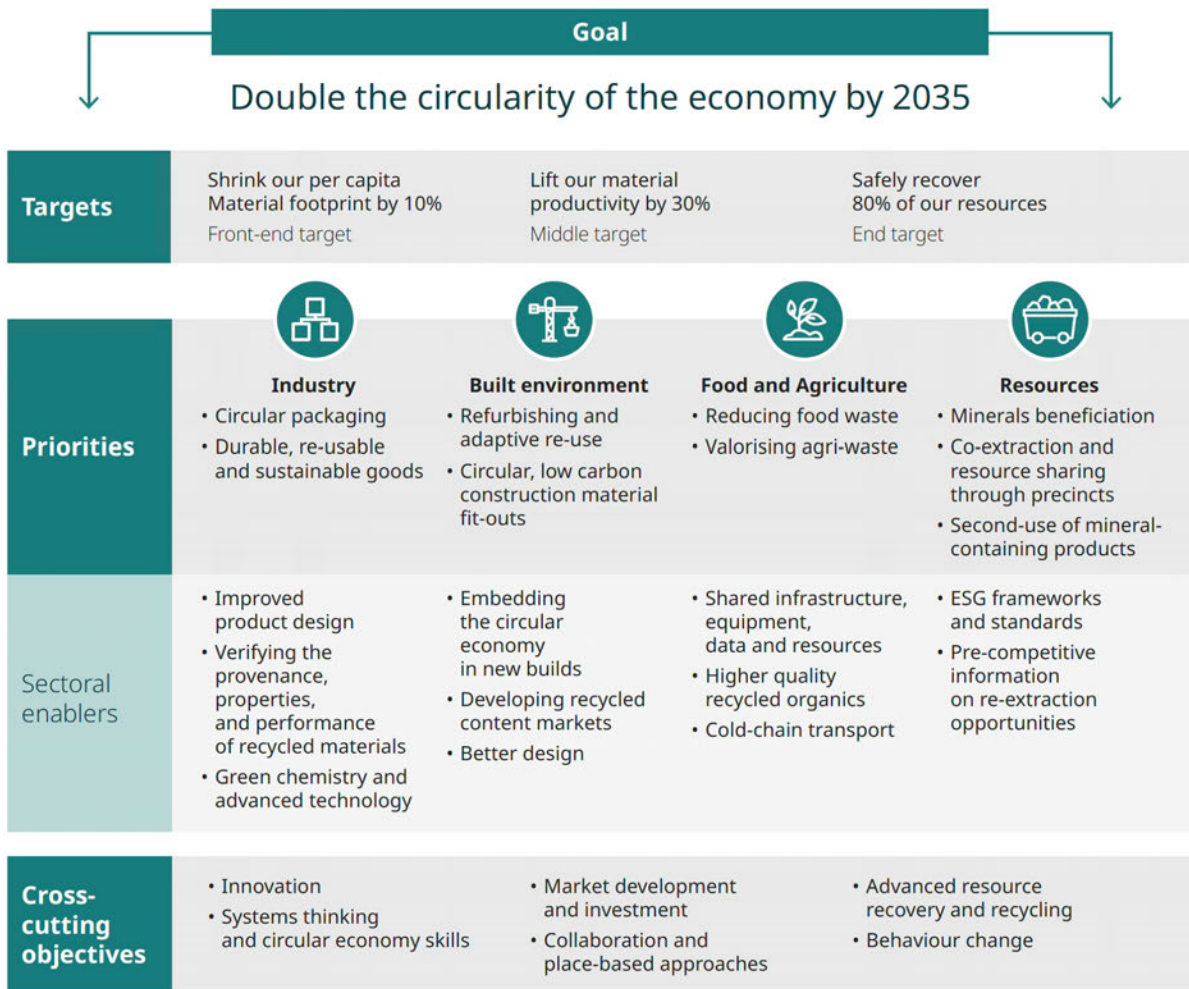 Goal
Double the circularity of the economy by 2035
Targets
Shrink our per capita
Material footprint by 10%
Front-end target
Lift our material
productivity by 30%
Middle target
Safely recover
80% of our resources
End target
Priorities
Industry
• Circular packaging
• Durable, re-usable
and sustainable goods
Built environment
• Refurbishing and
adaptive re-use
• Circular, low carbon
construction material
fit-outs
Food and Agriculture
• Reducing food waste
• Valorising agri-waste
Resources
• Minerals beneficiation
• Co-extraction and
resource sharing
through precincts
• Second-use of mineral-
containing products
Sectoral
enablers
• Improved
product design
• Verifying the
provenance,
properties,
and performance
of recycled materials
• Green chemistry and
advanced technology
• Embedding
the circular
economy
in new builds
• Developing recycled
content markets
• Better design
• Shared infrastructure,
equipment,
data and resources
• Higher quality
recycled organics
• Cold-chain transport
• ESG frameworks
and standards
• Pre-competitive
information
on re-extraction
opportunities
Cross-
cutting
objectives
• Innovation
• Systems thinking
and circular economy skills
• Market development
and investment
• Collaboration and
place-based approaches
• Advanced resource
recovery and recycling
• Behaviour change